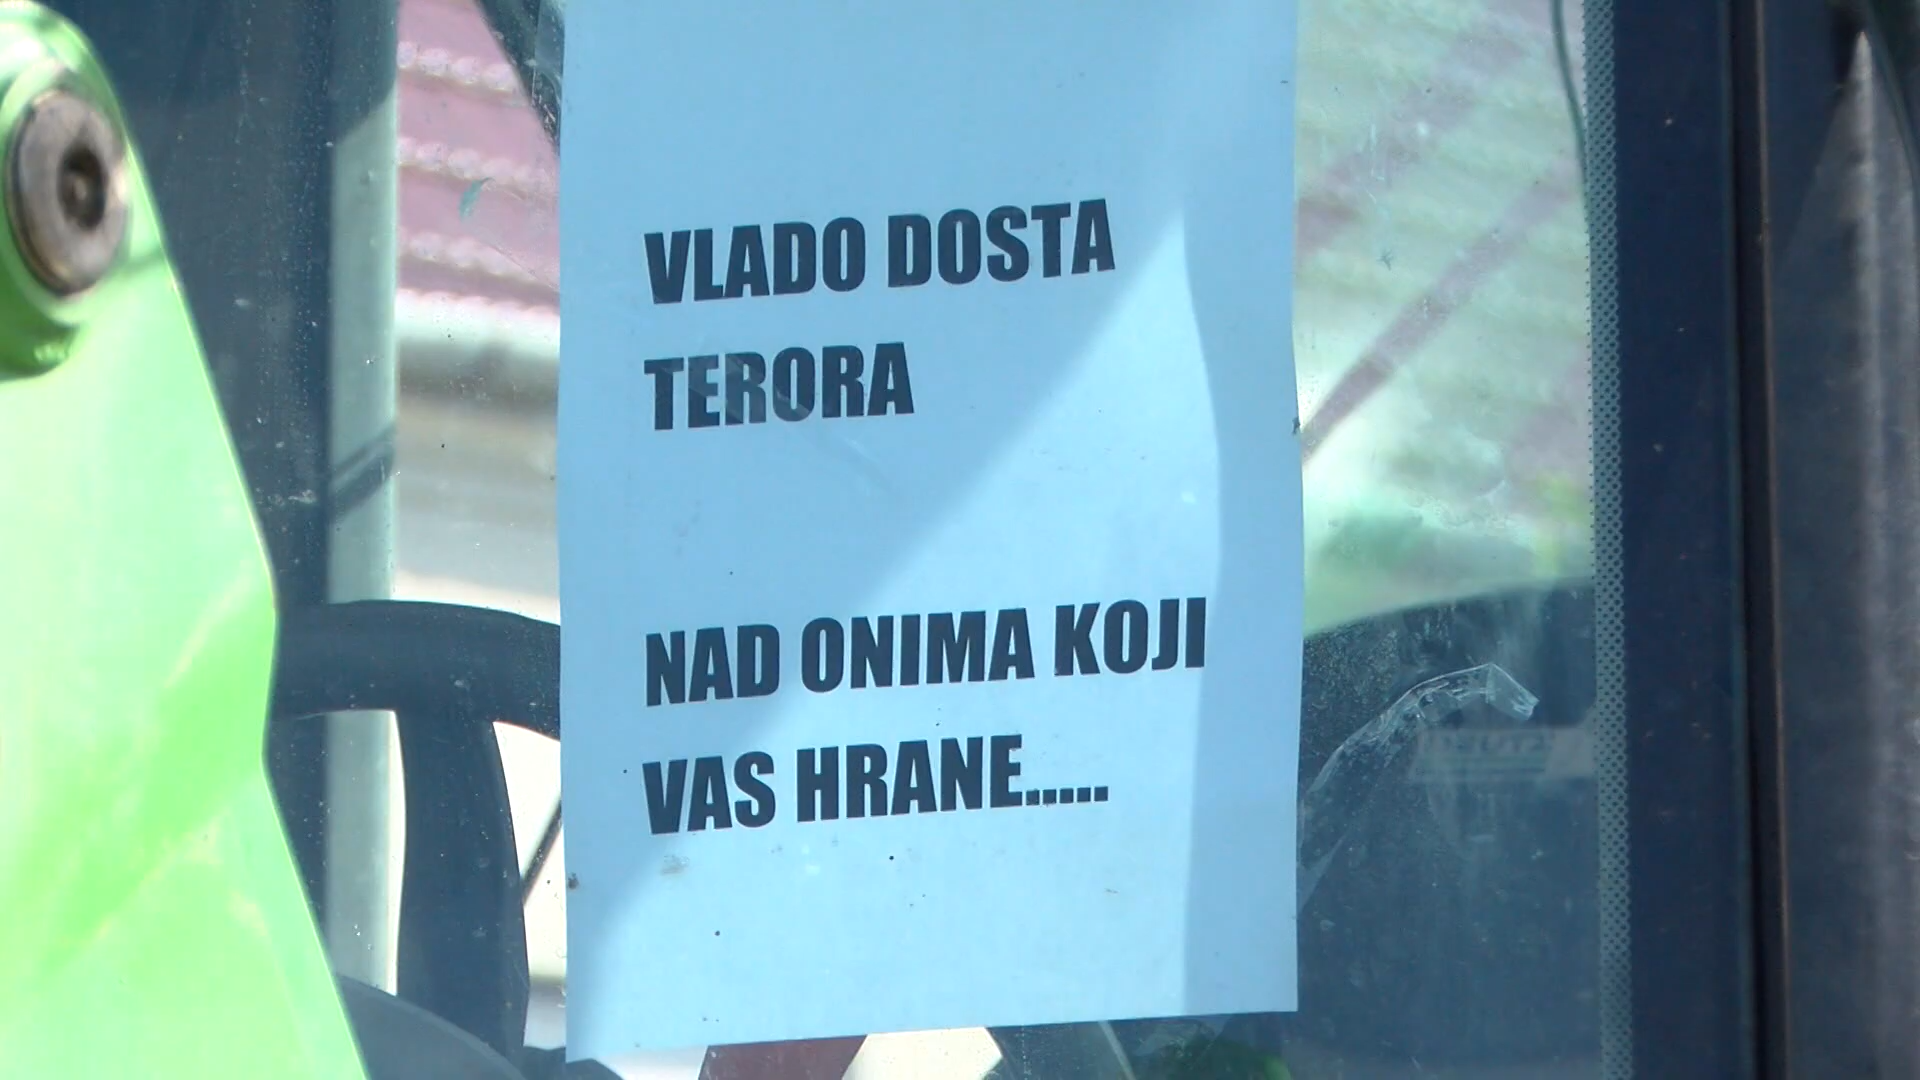 VLADO DOSTA
TERORA
NAD ONIMA KOJI
VAS HRANE.....